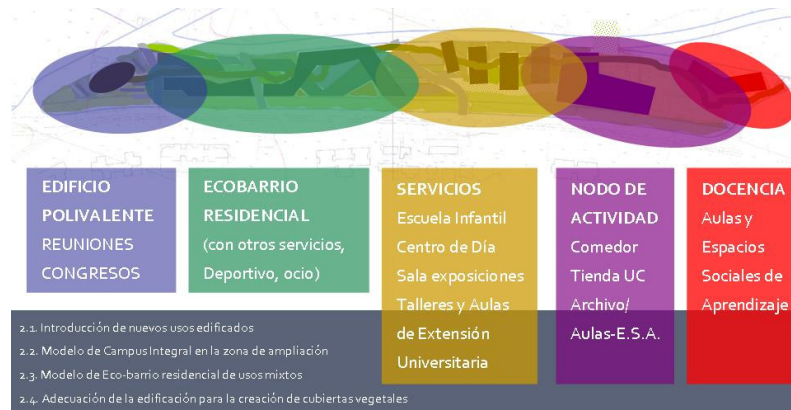 EDIFICIO
POLIVALENTE
REUNIONES
CONGRESOS
ECOBARRIO
RESIDENCIAL
(con otros servicios,
Deportivo, ocio)
SERVICIOS
Escuela Infantil
Centro de Día
Sala exposiciones
Talleres y Aulas
de Extensión
Universitaria
NODO DE
ACTIVIDAD
Comedor
Tienda UC
Archivo/
Aulas-E.S.A.
DOCENCIA
Aulas y
Espacios
Sociales de
Aprendizaje
2.1. Introducción de nuevos usos edificados
2.2. Modelo de Campus Integral en la zona de ampliación
2.3. Modelo de Eco-barrio residencial de usos mixtos
2.4. Adecuación de la edificación para la creación de cubiertas vegetales